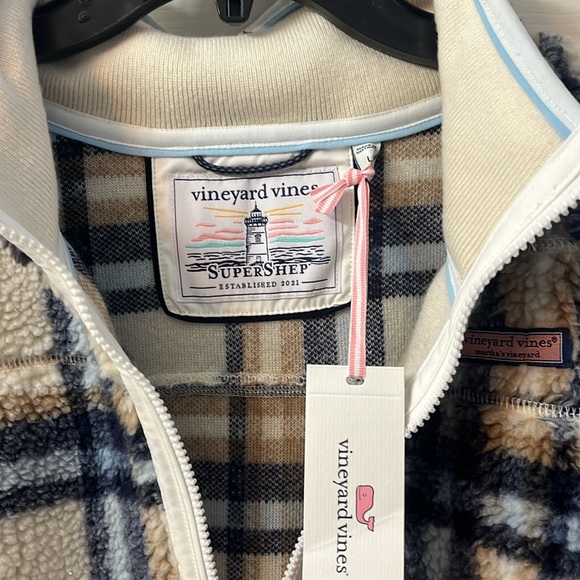 vineyard vines
SUPERSHEP
ESTABLISHED 2021
L
vineyard vines®
martha's vineyard
vineyard vines®